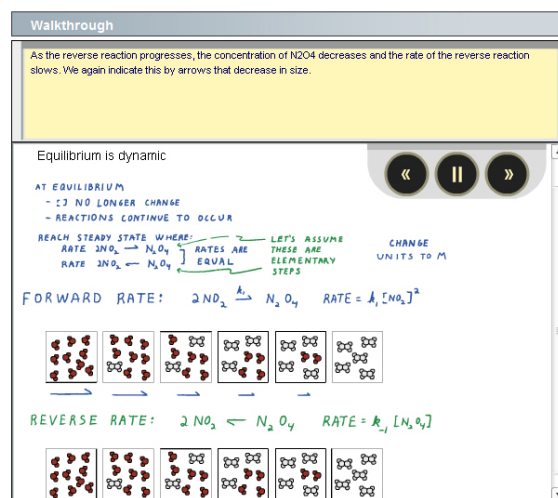 Walkthrough
As the reverse reaction progresses, the concentration of N2O4 decreases and the rate of the reverse reaction
slows. We again indicate this by arrows that decrease in size.
Equilibrium is dynamic
AT EQUILIBRIUM
- [ ] NO LONGER CHANGE
- REACTIONS CONTINUE TO OCCUR
REACH STEADY STATE WHERE:
RATE 2NO₂ → N₂O₄
RATE 2NO₂ ← N₂O₄
] RATES ARE
EQUAL
LET'S ASSUME
THESE ARE
ELEMENTARY
STEPS
CHANGE
UNITS TO M
FORWARD RATE: 2NO₂ k₁→ N₂O₄ RATE = k₁[NO₂]²
REVERSE RATE: 2NO₂ ← N₂O₄ RATE = k₋₁[N₂O₄]